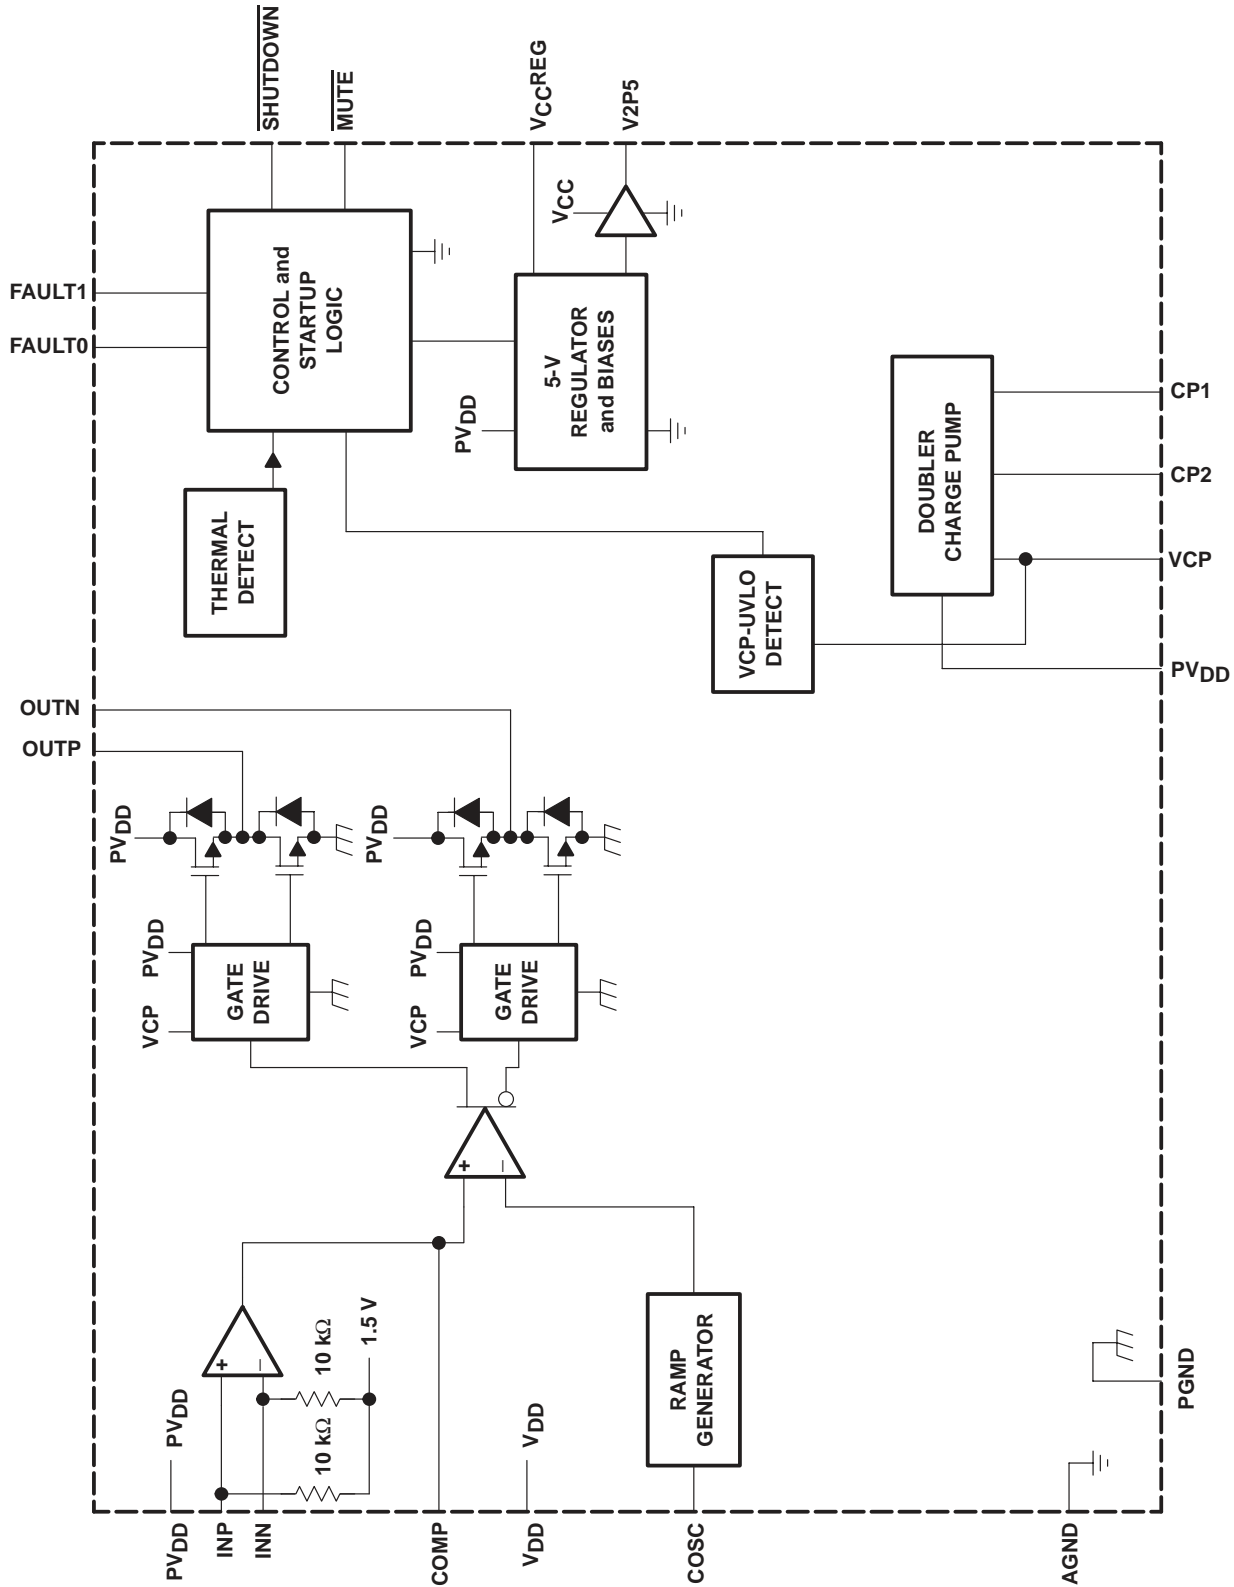 SHUTDOWN
MUTE
VCCREG
V2P5
FAULT1
FAULT0
CONTROL and
STARTUP
LOGIC
VCC
5-V
REGULATOR
and BIASES
PVDD
THERMAL
DETECT
DOUBLER
CHARGE PUMP
CP1
CP2
VCP
PVDD
VCP-UVLO
DETECT
OUTN
OUTP
PVDD
PVDD
PVDD
VCP
GATE
DRIVE
PVDD
VCP
GATE
DRIVE
+
−
+
−
10 kΩ
10 kΩ
1.5 V
PVDD
VDD
RAMP
GENERATOR
PVDD
INP
INN
COMP
VDD
COSC
AGND
PGND